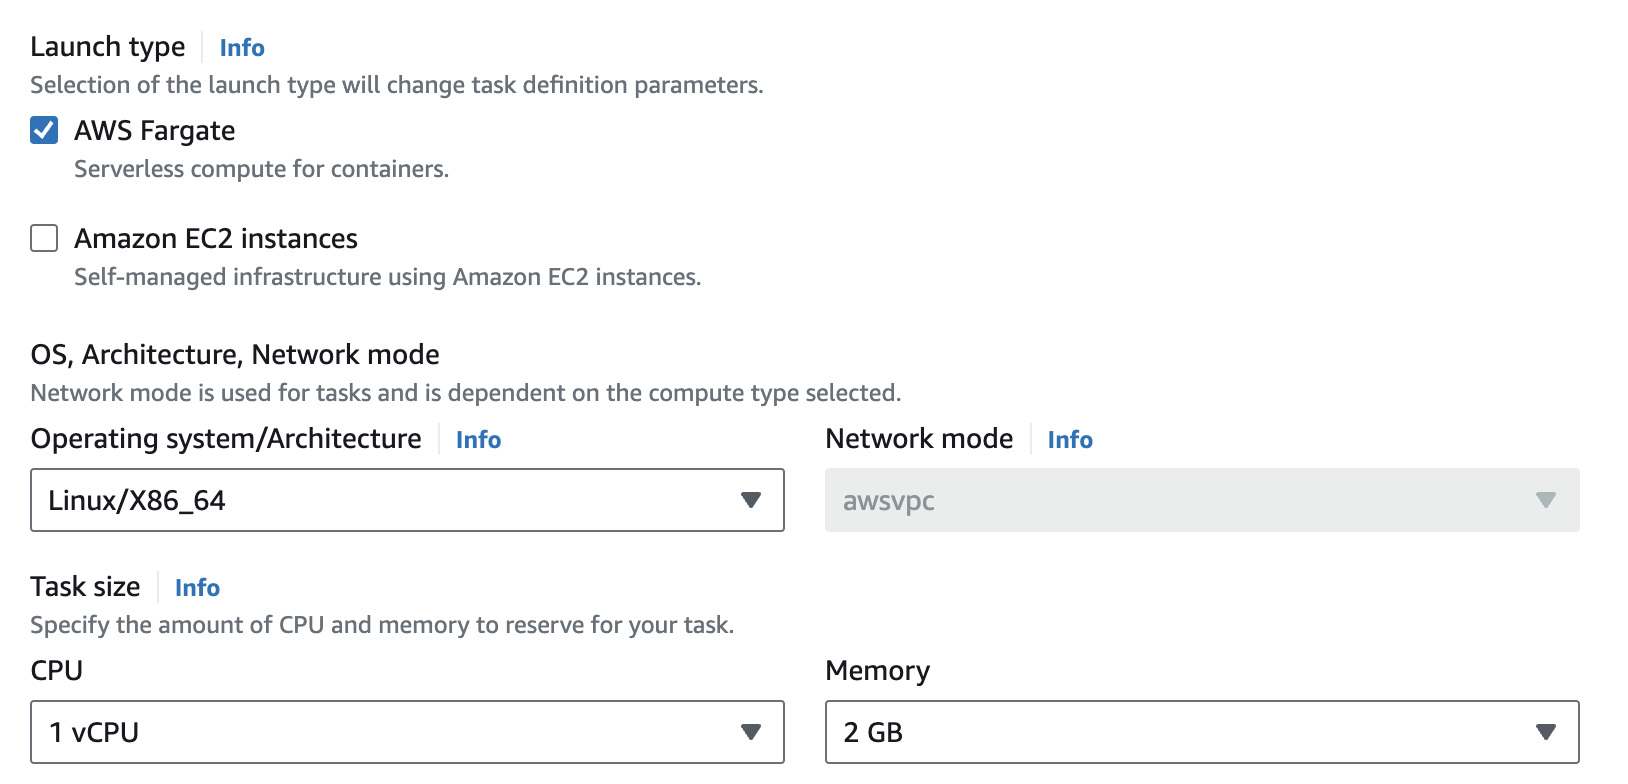 Launch type Info
Selection of the launch type will change task definition parameters.
AWS Fargate
Serverless compute for containers.
Amazon EC2 instances
Self-managed infrastructure using Amazon EC2 instances.
OS, Architecture, Network mode
Network mode is used for tasks and is dependent on the compute type selected.
Operating system/Architecture Info
Network mode Info
Linux/X86_64
awsvpc
Task size Info
Specify the amount of CPU and memory to reserve for your task.
CPU
Memory
1 vCPU
2 GB